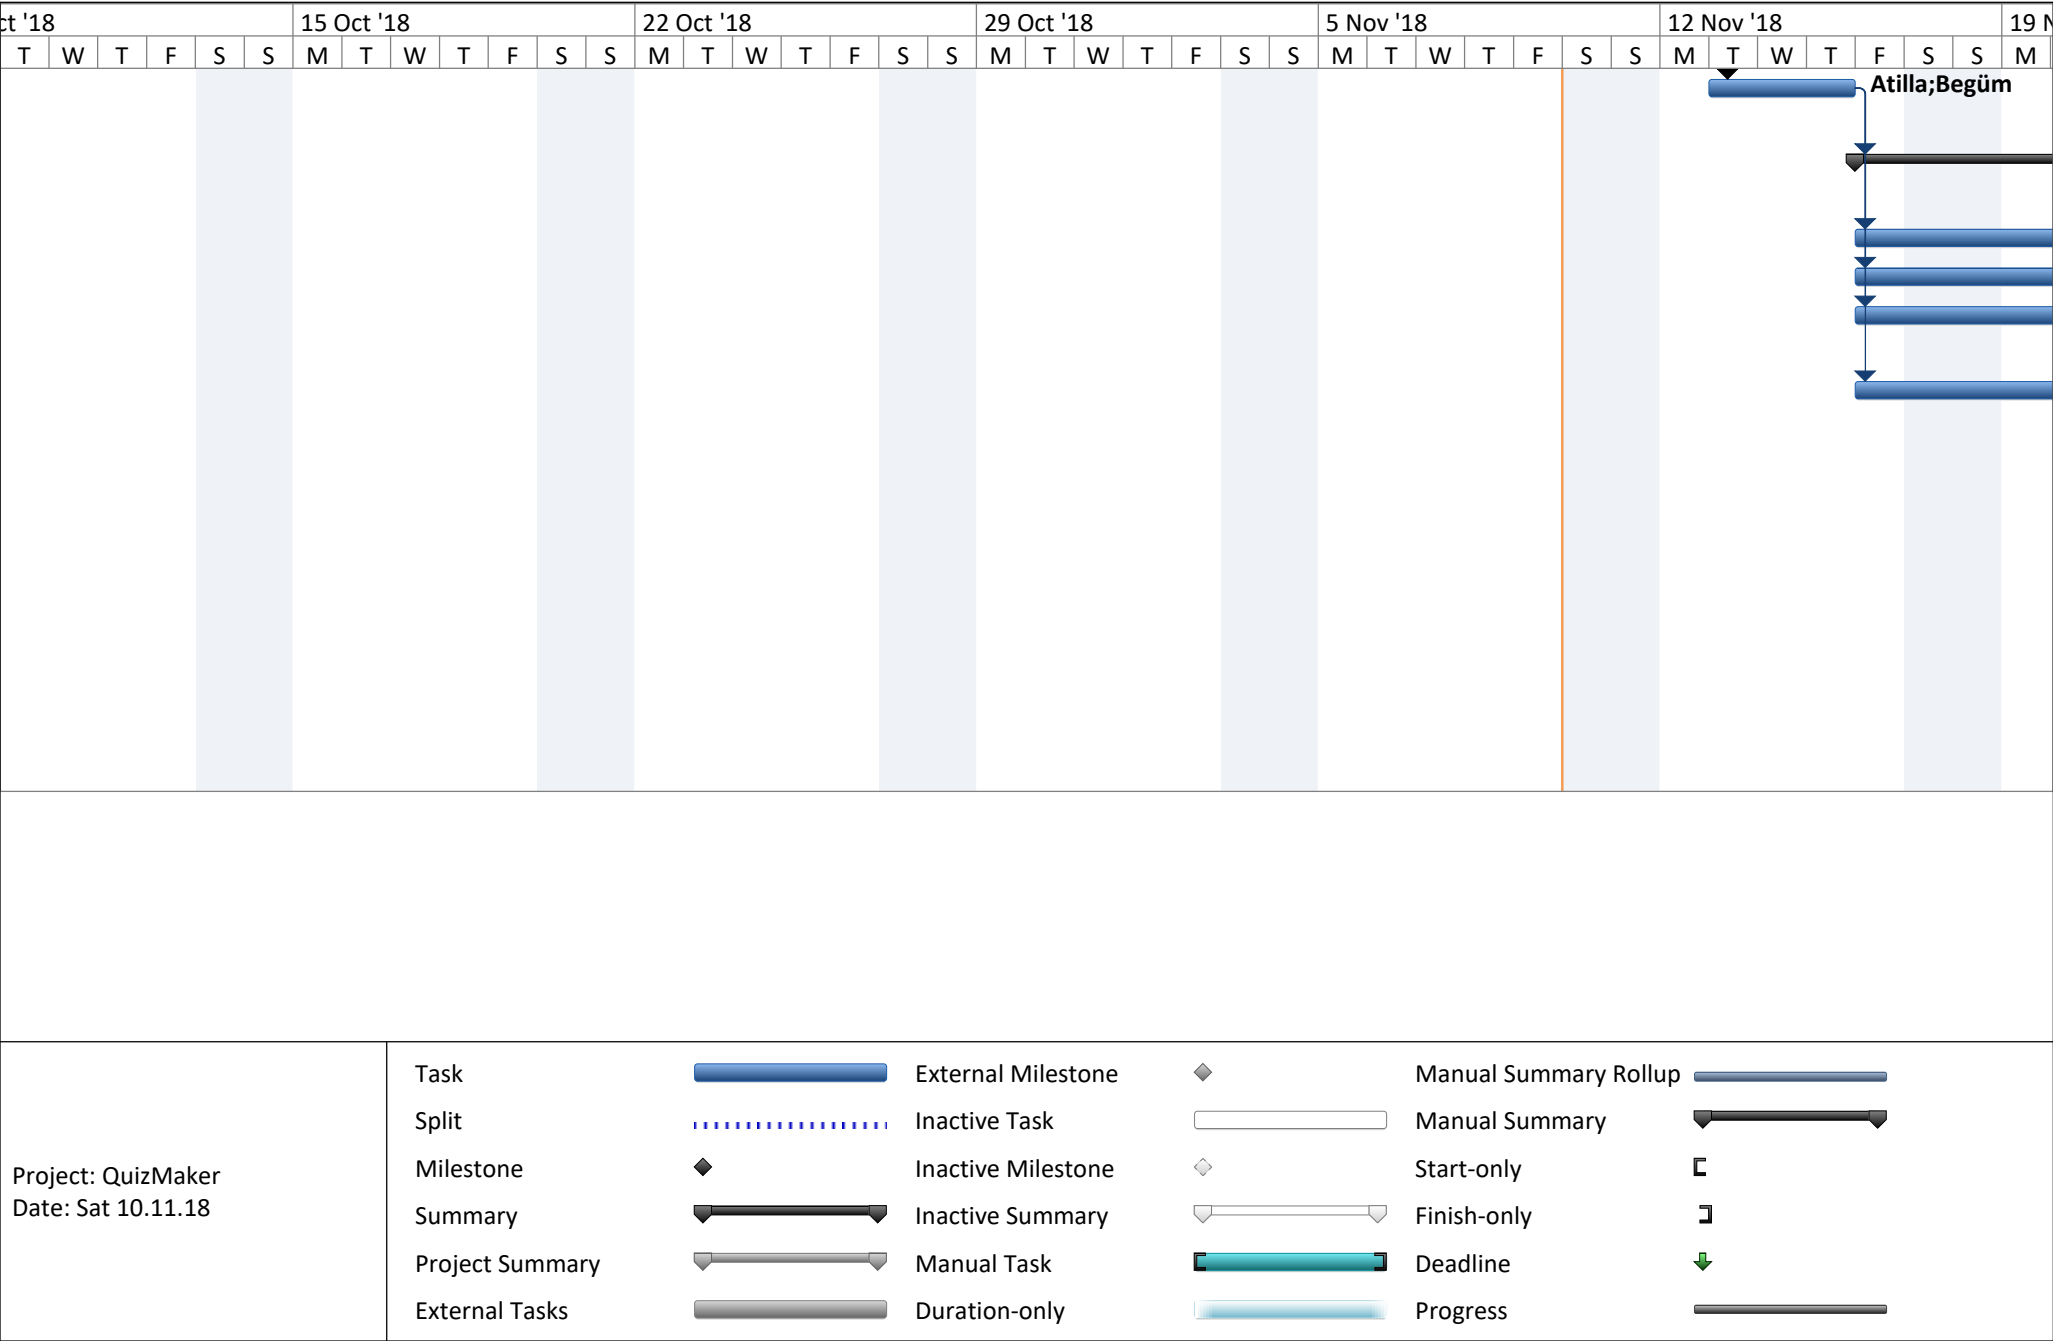 ct '18 15 Oct '18 22 Oct '18 29 Oct '18 5 Nov '18 12 Nov '18 19 N
T W T F S S M T W T F S S M T W T F S S M T W T F S S M T W T F S S M T W T F S S M
Atilla;Begüm
Project: QuizMaker
Date: Sat 10.11.18
Task External Milestone Manual Summary Rollup
Split Inactive Task Manual Summary
Milestone Inactive Milestone Start-only
Summary Inactive Summary Finish-only
Project Summary Manual Task Deadline
External Tasks Duration-only Progress